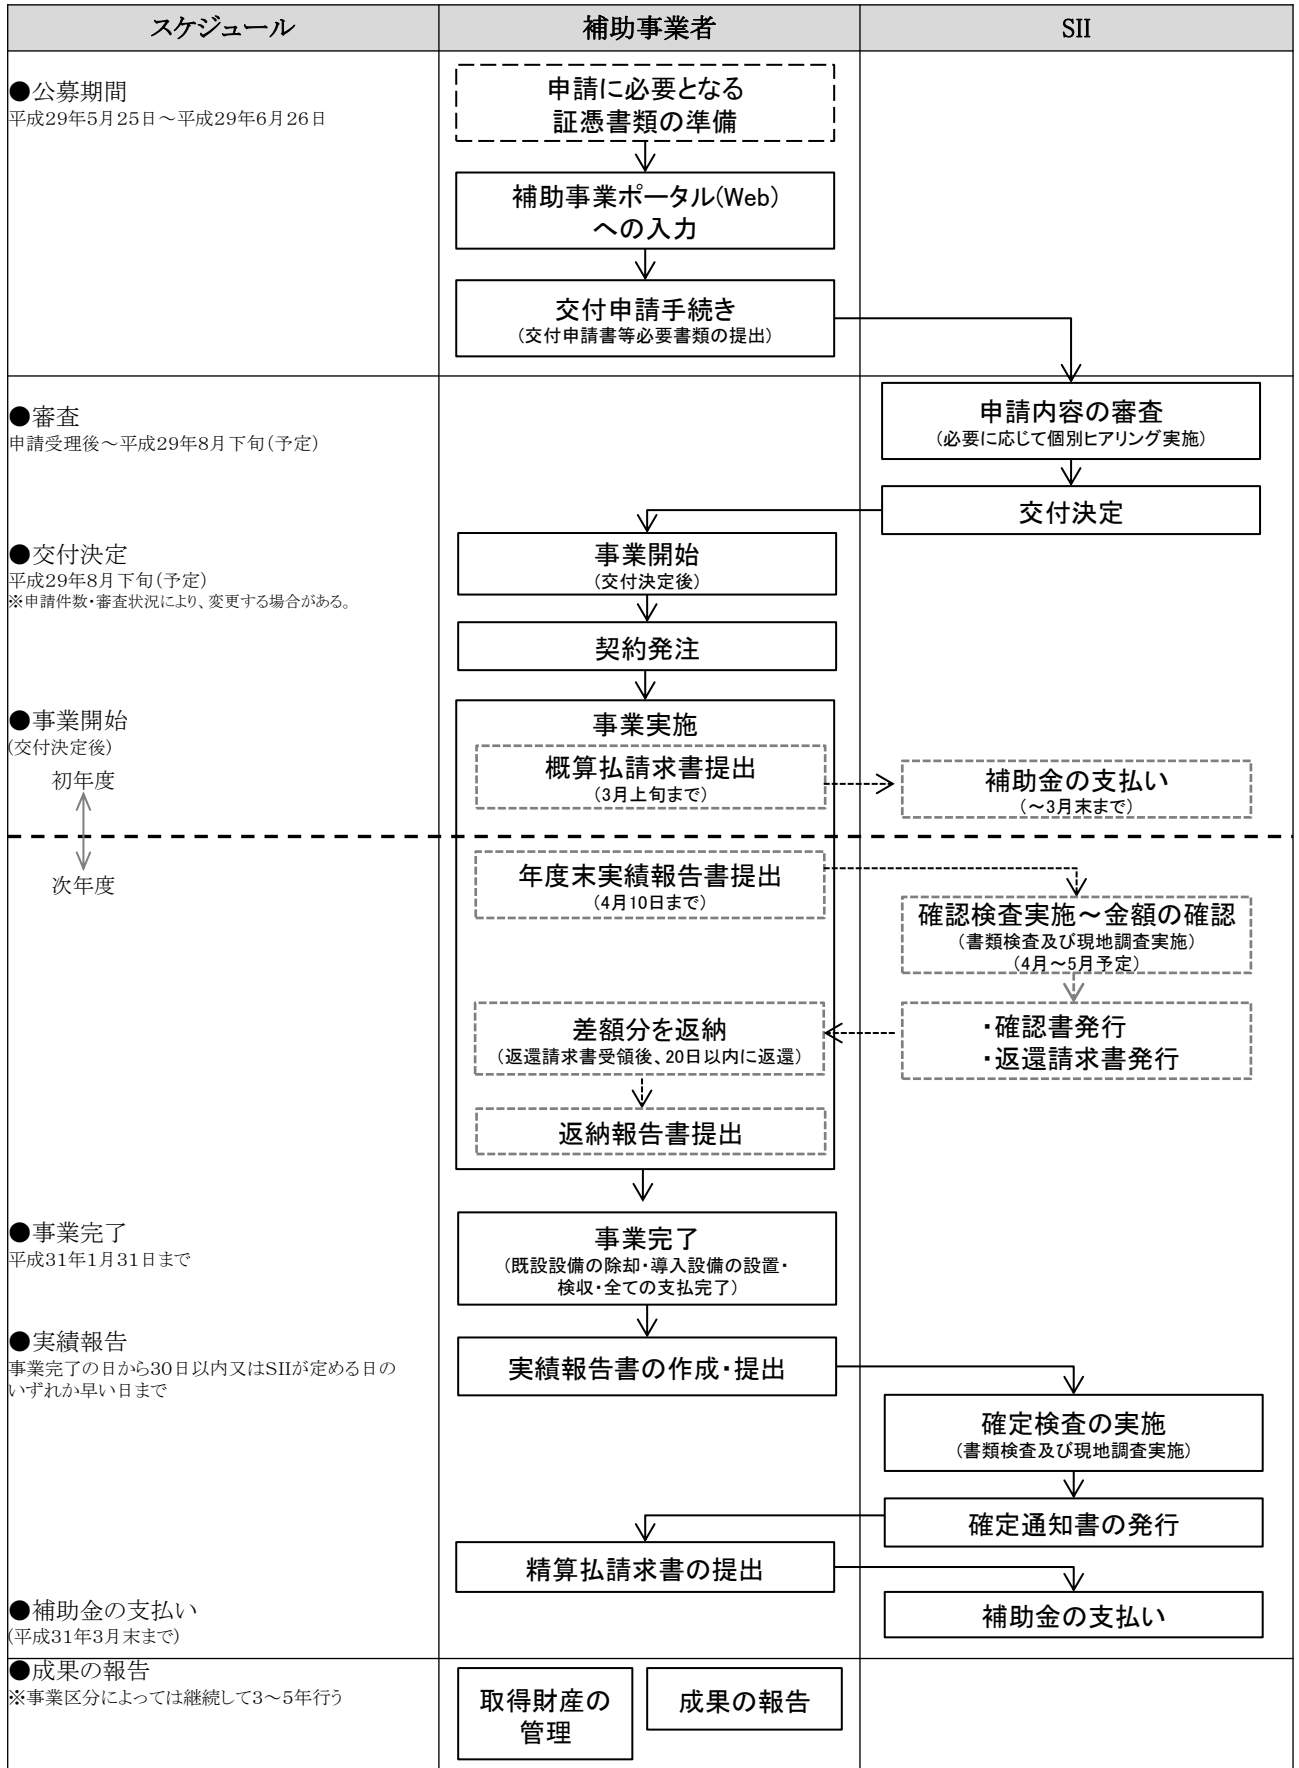 スケジュール
補助事業者
SII
●公募期間
平成29年5月25日～平成29年6月26日
申請に必要となる
証憑書類の準備
補助事業ポータル(Web)
への入力
交付申請手続き
（交付申請書等必要書類の提出）
●審査
申請受理後～平成29年8月下旬（予定）
申請内容の審査
（必要に応じて個別ヒアリング実施）
交付決定
●交付決定
平成29年8月下旬（予定）
※申請件数・審査状況により、変更する場合がある。
事業開始
（交付決定後）
契約発注
●事業開始
(交付決定後）
初年度
次年度
事業実施
概算払請求書提出
（3月上旬まで）
補助金の支払い
（～3月末まで）
年度末実績報告書提出
（4月10日まで）
確認検査実施～金額の確認
（書類検査及び現地調査実施）
（4月～5月予定）
・確認書発行
・返還請求書発行
差額分を返納
（返還請求書受領後、20日以内に返還）
返納報告書提出
●事業完了
平成31年1月31日まで
事業完了
（既設設備の除却・導入設備の設置・
検収・全ての支払完了）
●実績報告
事業完了の日から30日以内又はSIIが定める日の
いずれか早い日まで
実績報告書の作成・提出
確定検査の実施
（書類検査及び現地調査実施）
確定通知書の発行
精算払請求書の提出
●補助金の支払い
(平成31年3月末まで）
補助金の支払い
●成果の報告
※事業区分によっては継続して3～5年行う
取得財産の
管理
成果の報告